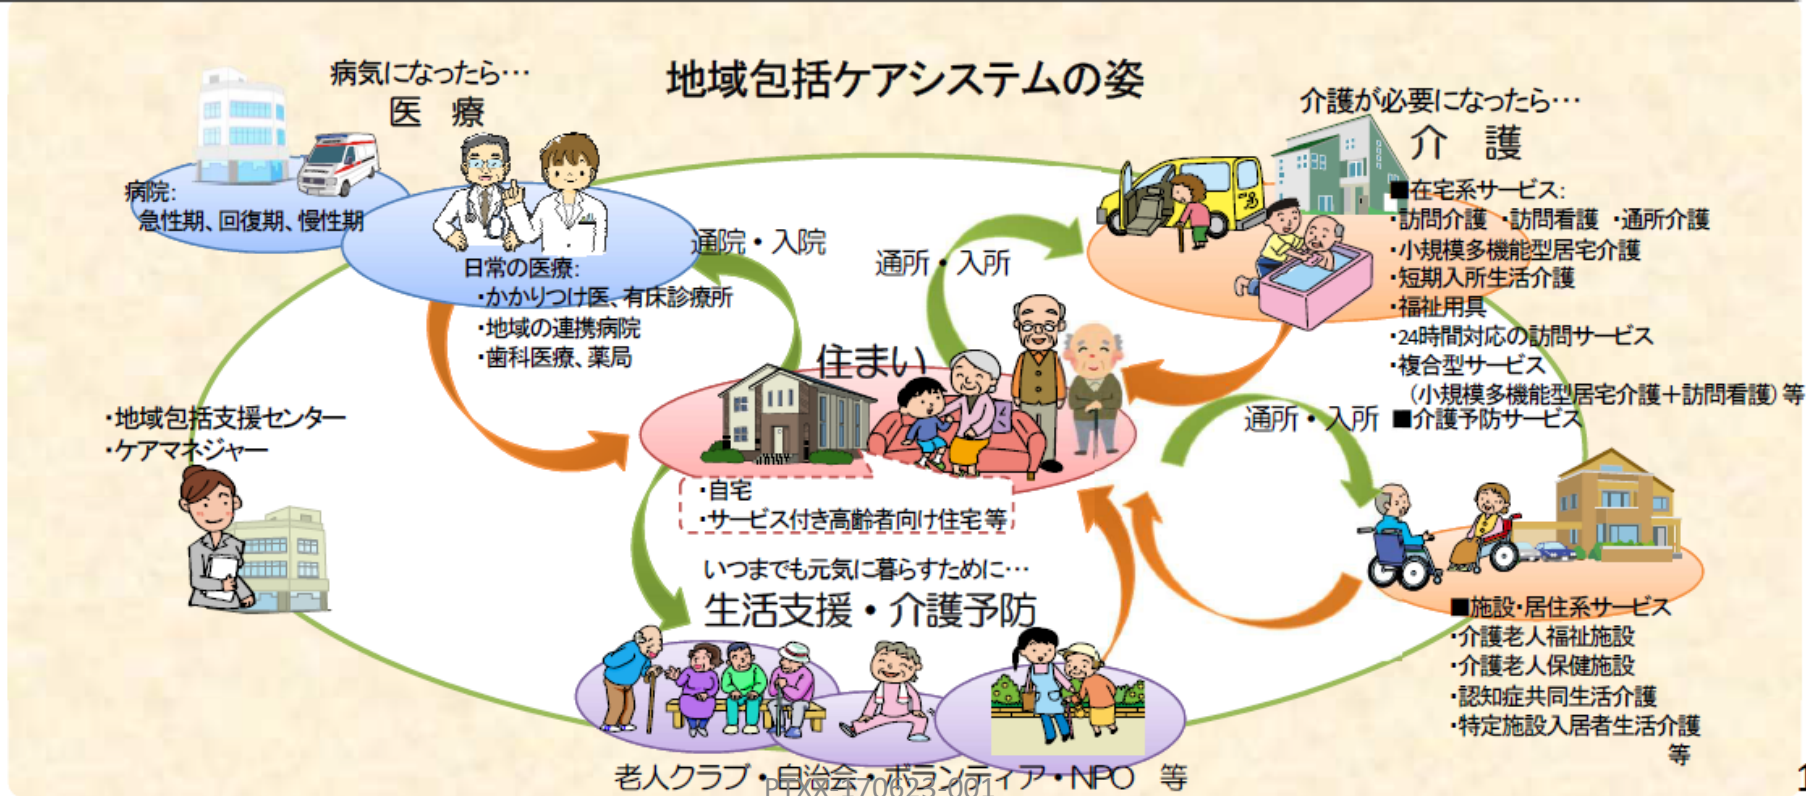 地域包括ケアシステムの姿
病気になったら…
医 療
病院:
急性期、回復期、慢性期
日常の医療:
・かかりつけ医、有床診療所
・地域の連携病院
・歯科医療、薬局
通院・入院
通所・入所
介護が必要になったら…
介 護
■在宅系サービス:
・訪問介護 ・訪問看護 ・通所介護
・小規模多機能型居宅介護
・短期入所生活介護
・福祉用具
・24時間対応の訪問サービス
・複合型サービス
(小規模多機能型居宅介護+訪問看護)等
■介護予防サービス
通所・入所
住まい
・自宅
・サービス付き高齢者向け住宅等
・地域包括支援センター
・ケアマネジャー
■施設・居住系サービス
・介護老人福祉施設
・介護老人保健施設
・認知症共同生活介護
・特定施設入居者生活介護
等
いつまでも元気に暮らすために…
生活支援・介護予防
老人クラブ・自治会・ボランティア・NPO 等
PTXX-170623-001
1